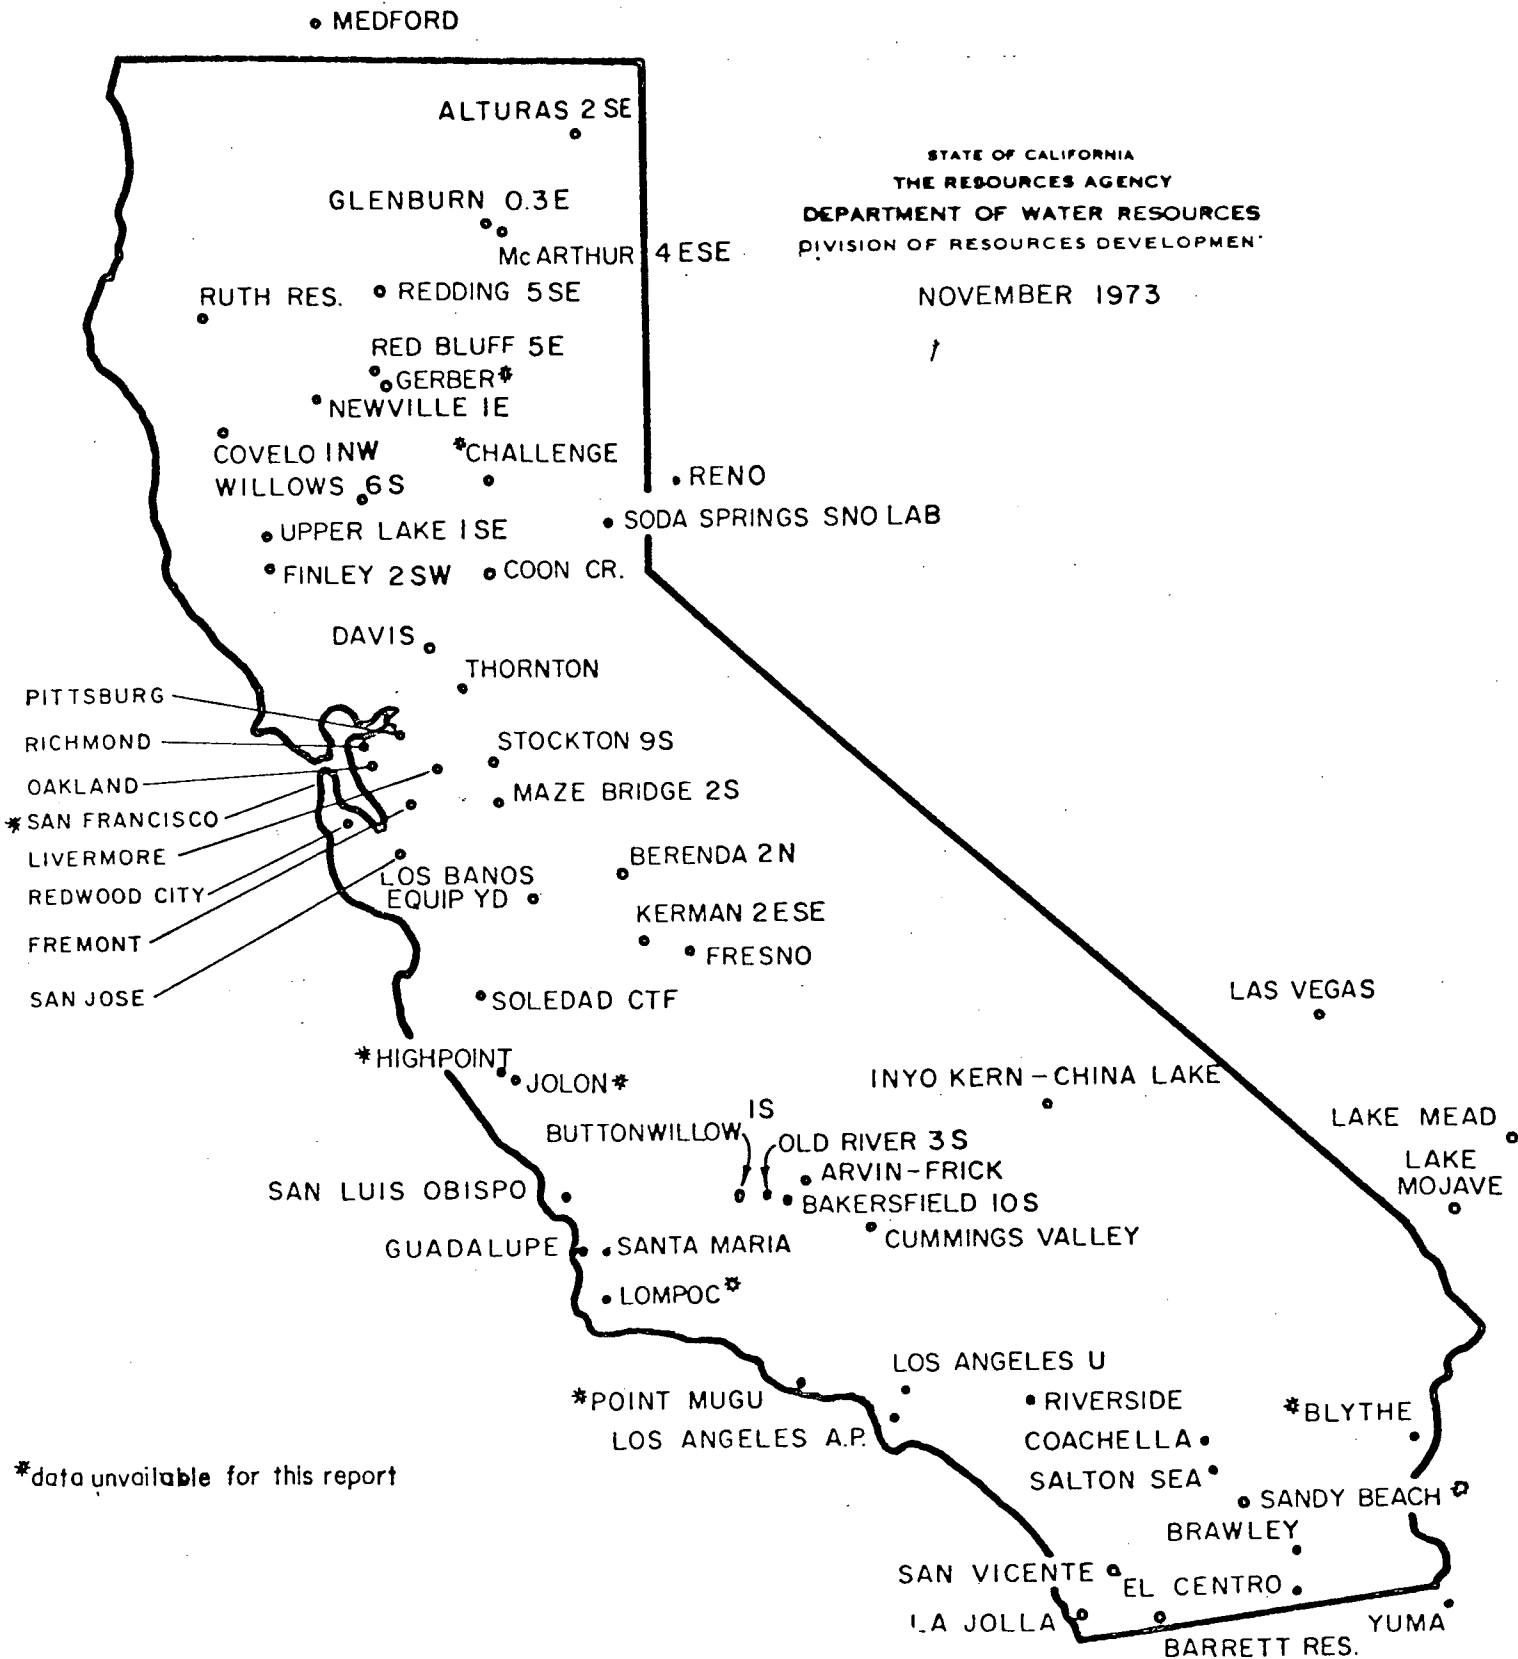 MEDFORD
ALTURAS 2 SE
STATE OF CALIFORNIA
THE RESOURCES AGENCY
DEPARTMENT OF WATER RESOURCES
DIVISION OF RESOURCES DEVELOPMEN
NOVEMBER 1973
GLENBURN 0.3E
McARTHUR 4 ESE
RUTH RES.
REDDING 5SE
RED BLUFF 5E
GERBER*
NEWVILLE 1E
COVELO 1NW
*CHALLENGE
WILLOWS 6S
RENO
SODA SPRINGS SNO LAB
UPPER LAKE 1SE
FINLEY 2SW
COON CR.
DAVIS
THORNTON
PITTSBURG
RICHMOND
OAKLAND
*SAN FRANCISCO
LIVERMORE
REDWOOD CITY
FREMONT
SAN JOSE
STOCKTON 9S
MAZE BRIDGE 2S
BERENDA 2N
LOS BANOS
EQUIP YD
KERMAN 2ESE
FRESNO
SOLEDAD CTF
LAS VEGAS
*HIGHPOINT
JOLON*
INYO KERN-CHINA LAKE
LAKE MEAD
LAKE
MOJAVE
BUTTONWILLOW 1S
OLD RIVER 3S
ARVIN-FRICK
BAKERSFIELD 10S
CUMMINGS VALLEY
SAN LUIS OBISPO
GUADALUPE
SANTA MARIA
LOMPOC*
LOS ANGELES U
*POINT MUGU
LOS ANGELES A.P.
RIVERSIDE
*BLYTHE
COACHELLA
SALTON SEA
SANDY BEACH*
BRAWLEY
SAN VICENTE
EL CENTRO
LA JOLLA
YUMA
BARRETT RES.
*data unvailable for this report